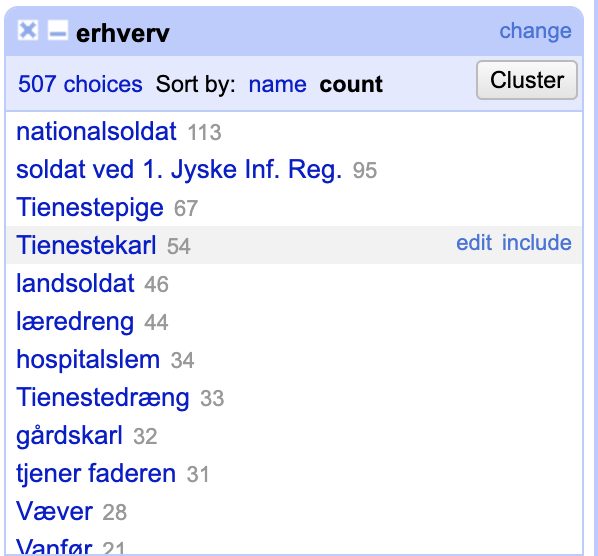 erhverv change
507 choices Sort by: name count Cluster
nationalsoldat 113
soldat ved 1. Jyske Inf. Reg. 95
Tienestepige 67
Tienestekarl 54 edit include
landsoldat 46
læredreng 44
hospitalslem 34
Tienestedræng 33
gårdskarl 32
tjener faderen 31
Væver 28
Vanfør 21